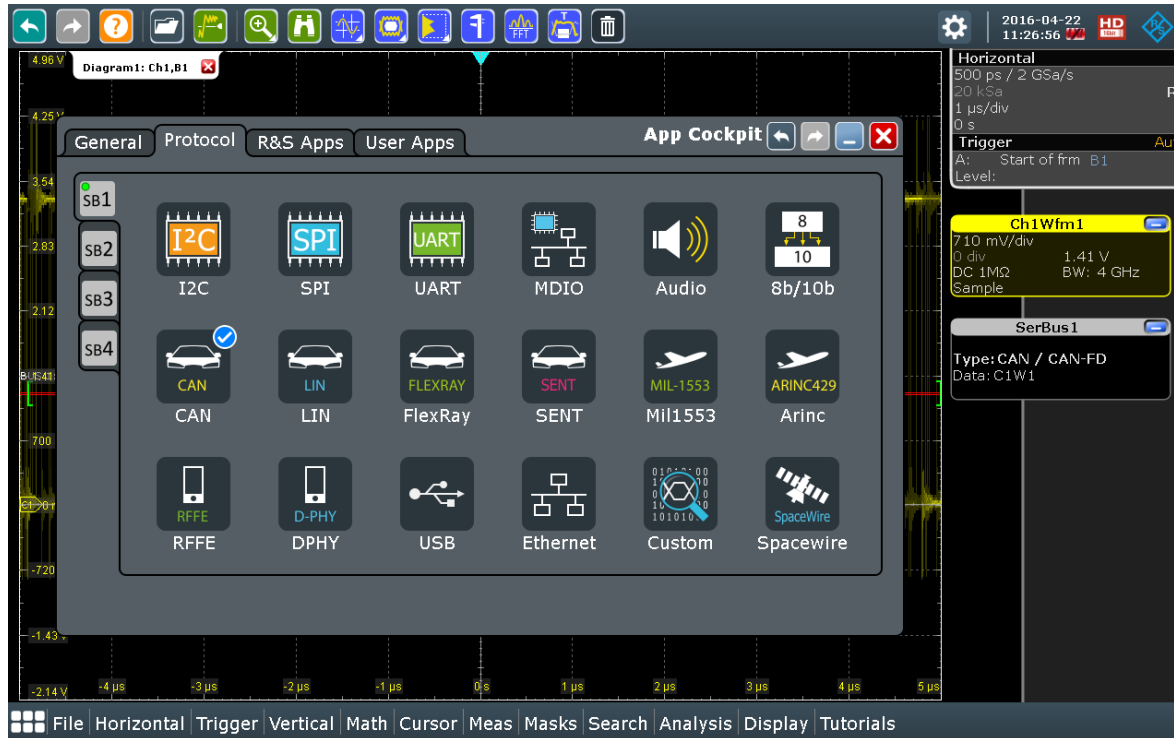 2016-04-22
11:26:56
HD
16bit
R&S
FFT
4.96 V
Diagram1: Ch1,B1
4.25 V
3.54
2.83
2.12
700
-720
-1.43
-2.14 V
-4 µs
-3 µs
-2 µs
-1 µs
0 s
1 µs
2 µs
3 µs
4 µs
5 µs
General
Protocol
R&S Apps
User Apps
App Cockpit
SB1
SB2
SB3
SB4
I²C
SPI
UART
8
10
I2C
SPI
UART
MDIO
Audio
8b/10b
CAN
LIN
FLEXRAY
SENT
MIL-1553
ARINC429
CAN
LIN
FlexRay
SENT
Mil1553
Arinc
RFFE
D-PHY
SpaceWire
RFFE
DPHY
USB
Ethernet
Custom
Spacewire
Horizontal
500 ps / 2 GSa/s
20 kSa
R
1 µs/div
0 s
Trigger
Au
A: Start of frm B1
Level:
Ch1Wfm1
710 mV/div
0 div 1.41 V
DC 1MΩ BW: 4 GHz
Sample
SerBus1
Type: CAN / CAN-FD
Data: C1W1
File
Horizontal
Trigger
Vertical
Math
Cursor
Meas
Masks
Search
Analysis
Display
Tutorials